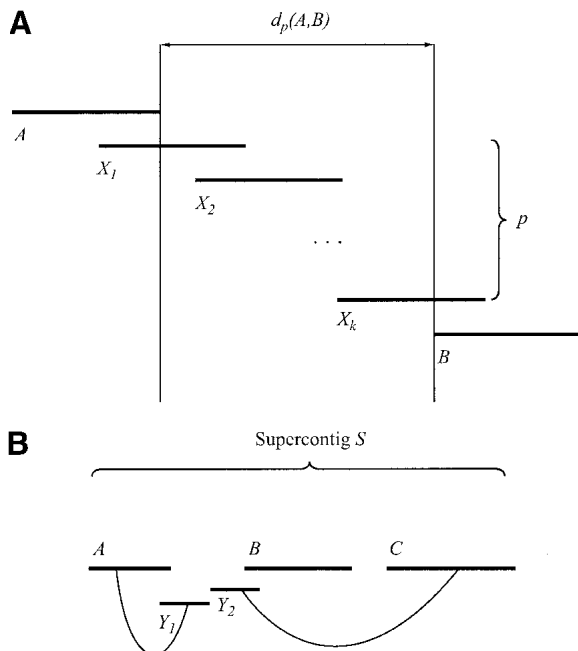 A
d_p(A,B)
A
X_1
X_2
. . .
p
X_k
B
B
Supercontig S
A
B
C
Y_1
Y_2